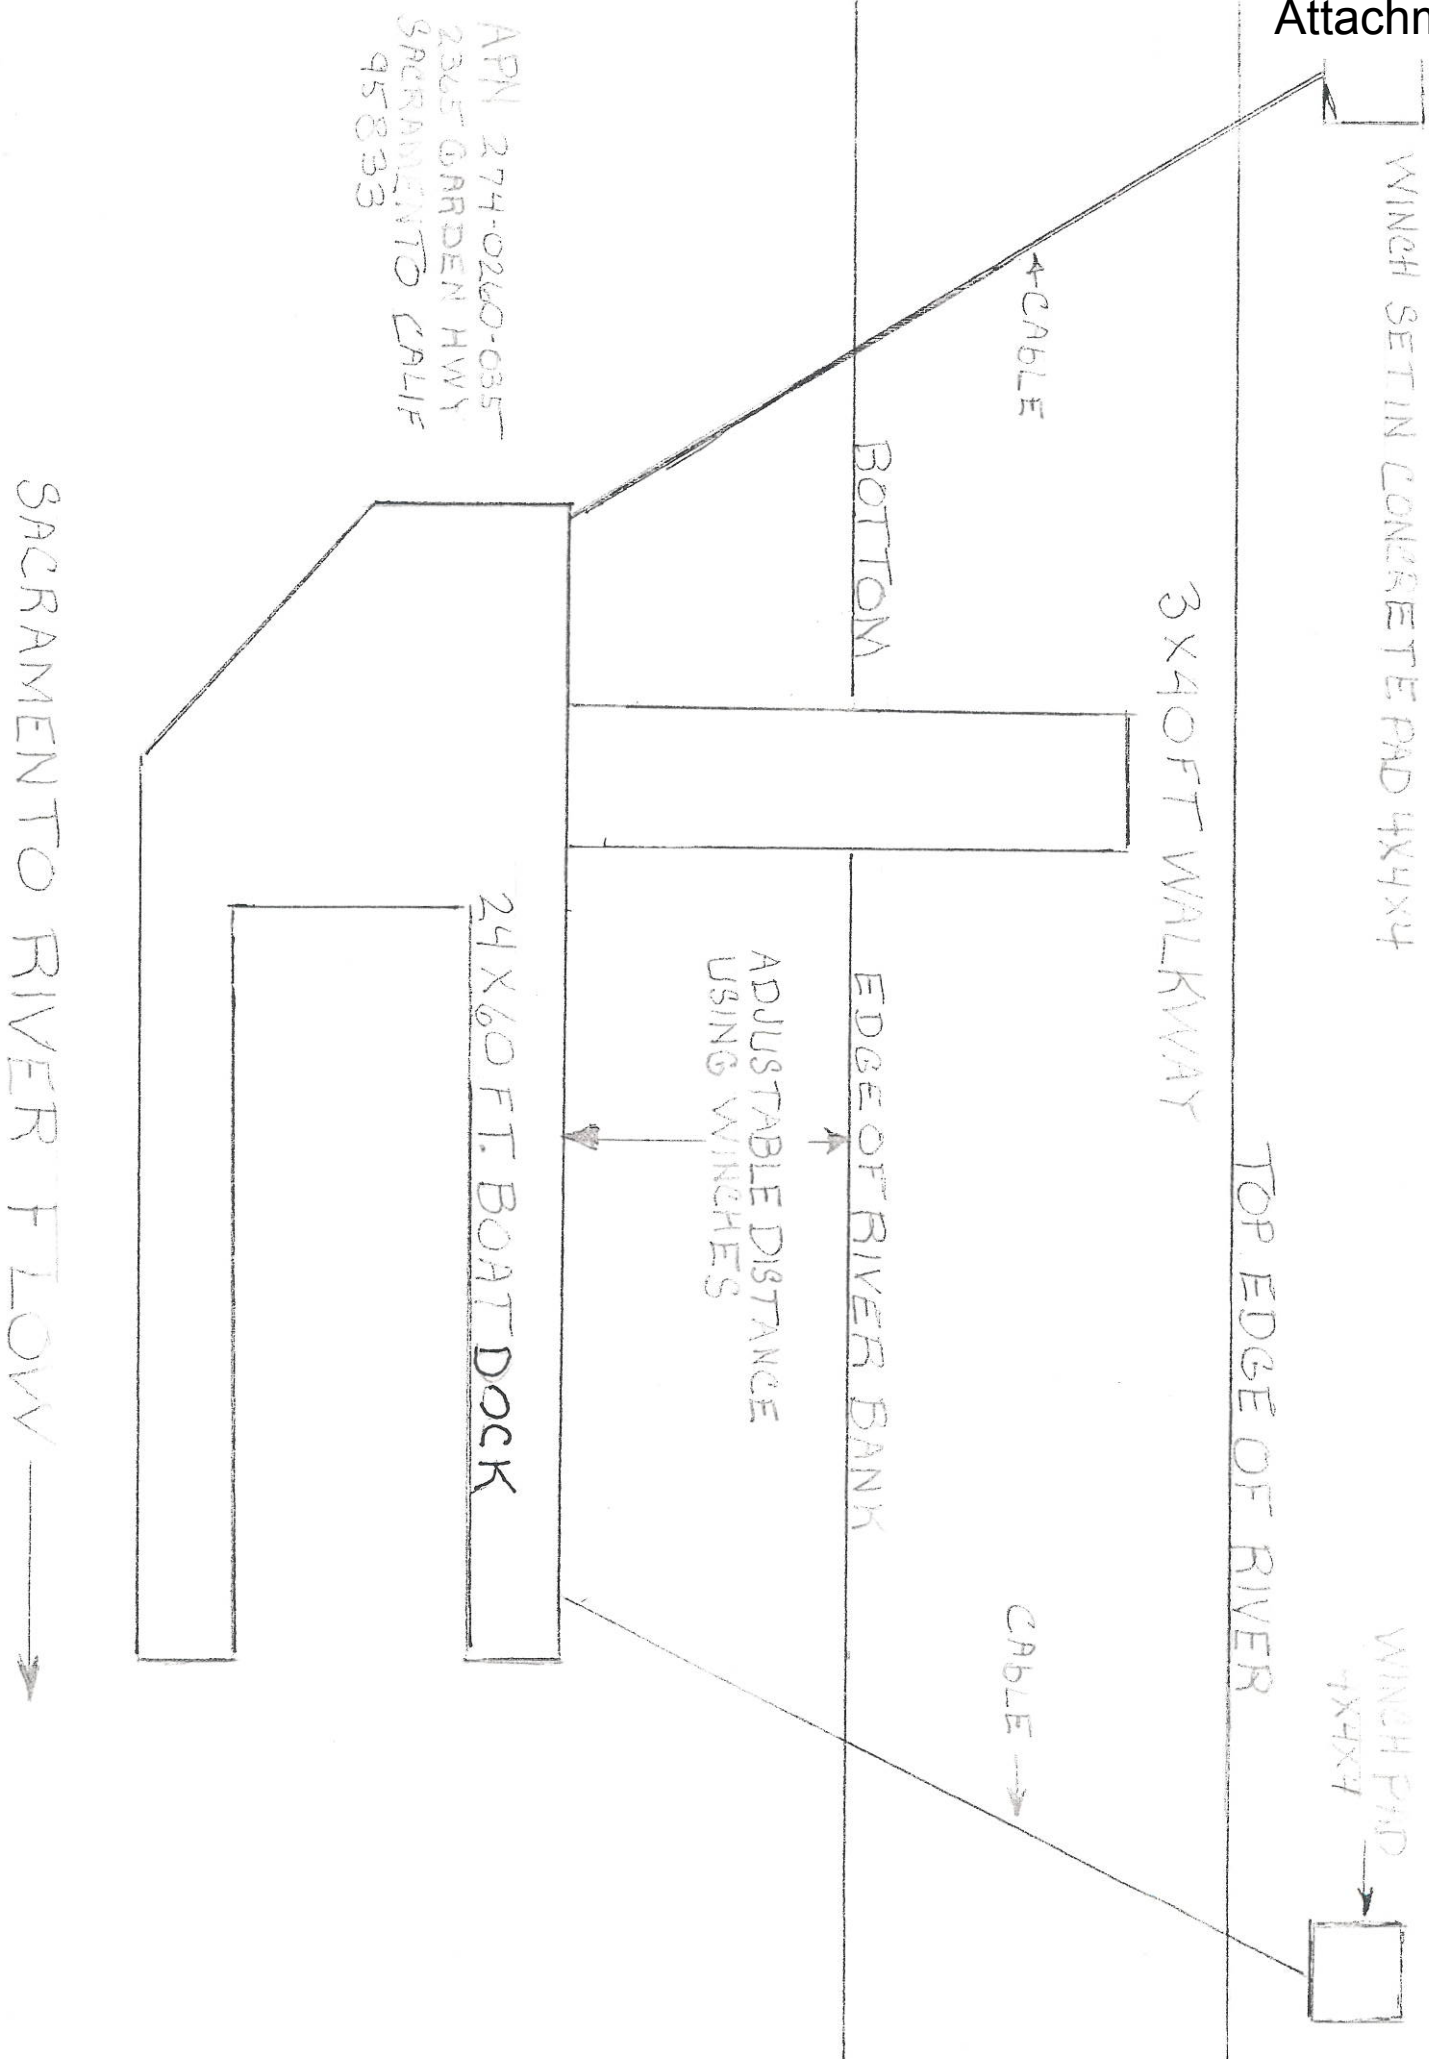 Attachm
WINCH SET IN CONCRETE PAD 4X4X4
WINCH PAD
4X4X4
TOP EDGE OF RIVER
3X40FT WALKWAY
CABLE
CABLE
BOTTOM
EDGE OF RIVER BANK
ADJUSTABLE DISTANCE
USING WINCHES
24X60FT. BOAT DOCK
APN 274-0260-035
2365 GARDEN HWY
SACRAMENTO CALIF
95833
SACRAMENTO RIVER FLOW